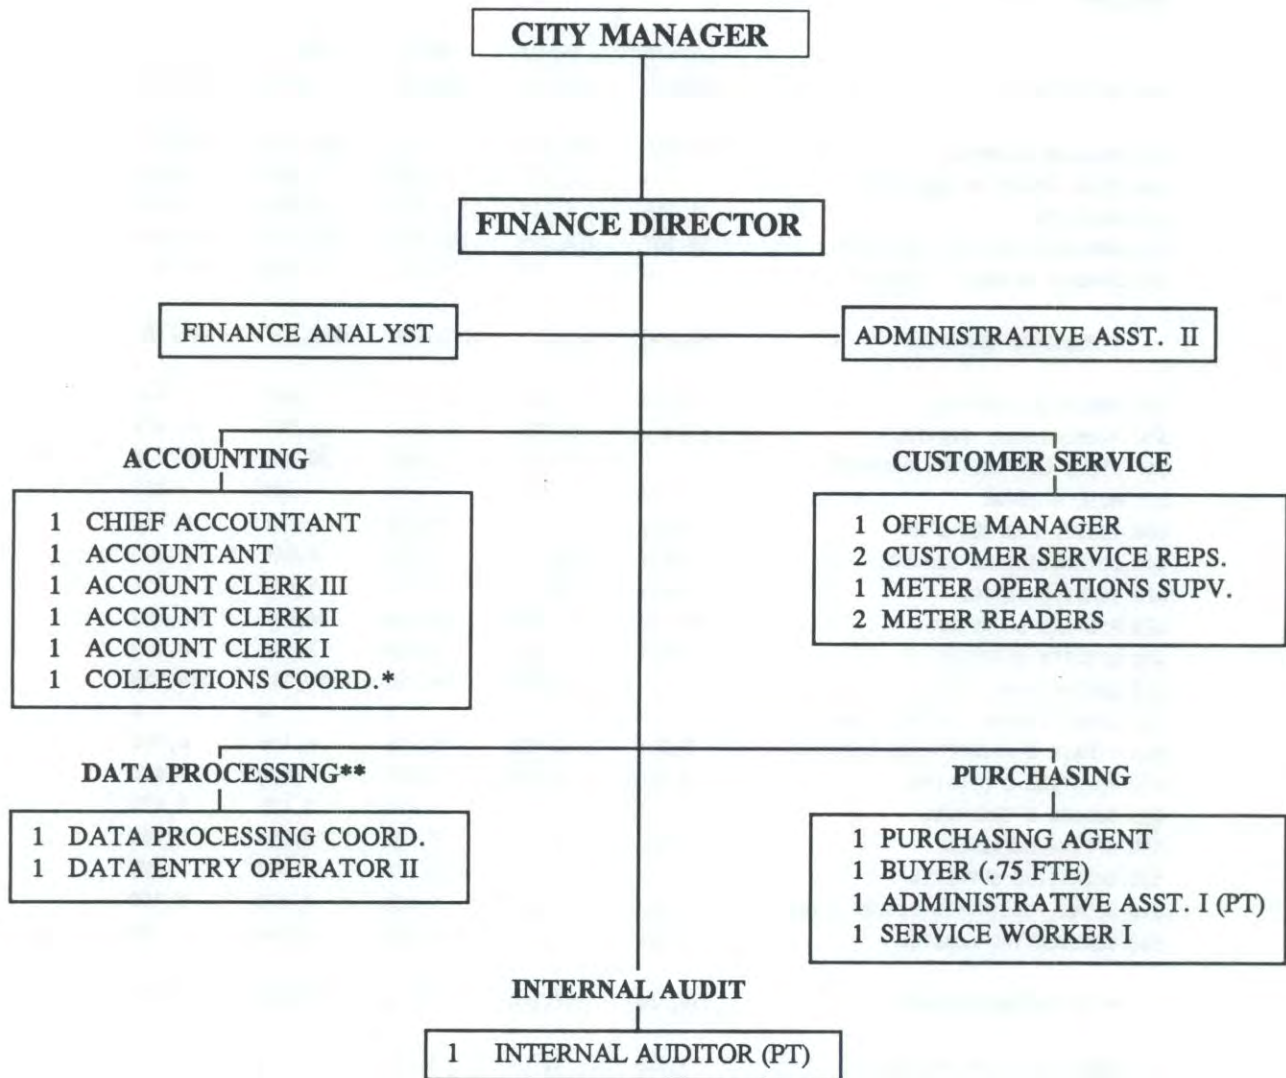 CITY MANAGER
FINANCE DIRECTOR
FINANCE ANALYST
ADMINISTRATIVE ASST. II
ACCOUNTING
1 CHIEF ACCOUNTANT
1 ACCOUNTANT
1 ACCOUNT CLERK III
1 ACCOUNT CLERK II
1 ACCOUNT CLERK I
1 COLLECTIONS COORD.*
CUSTOMER SERVICE
1 OFFICE MANAGER
2 CUSTOMER SERVICE REPS.
1 METER OPERATIONS SUPV.
2 METER READERS
DATA PROCESSING**
1 DATA PROCESSING COORD.
1 DATA ENTRY OPERATOR II
PURCHASING
1 PURCHASING AGENT
1 BUYER (.75 FTE)
1 ADMINISTRATIVE ASST. I (PT)
1 SERVICE WORKER I
INTERNAL AUDIT
1 INTERNAL AUDITOR (PT)